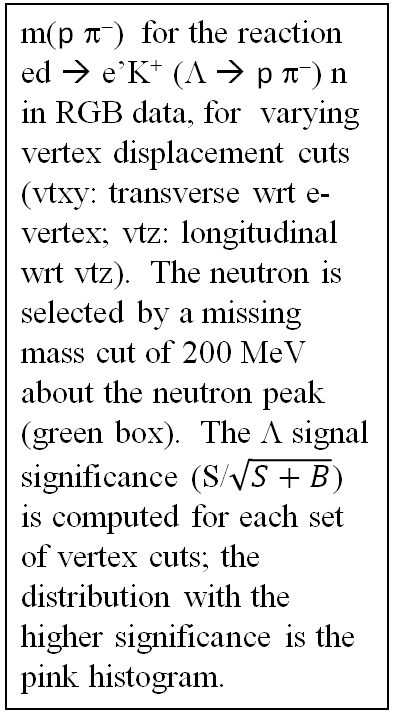 m(p π⁻) for the reaction
ed → e’K⁺ (Λ → p π⁻) n
in RGB data, for varying
vertex displacement cuts
(vtxy: transverse wrt e-
vertex; vtz: longitudinal
wrt vtz). The neutron is
selected by a missing
mass cut of 200 MeV
about the neutron peak
(green box). The Λ signal
significance (S/√S + B)
is computed for each set
of vertex cuts; the
distribution with the
higher significance is the
pink histogram.